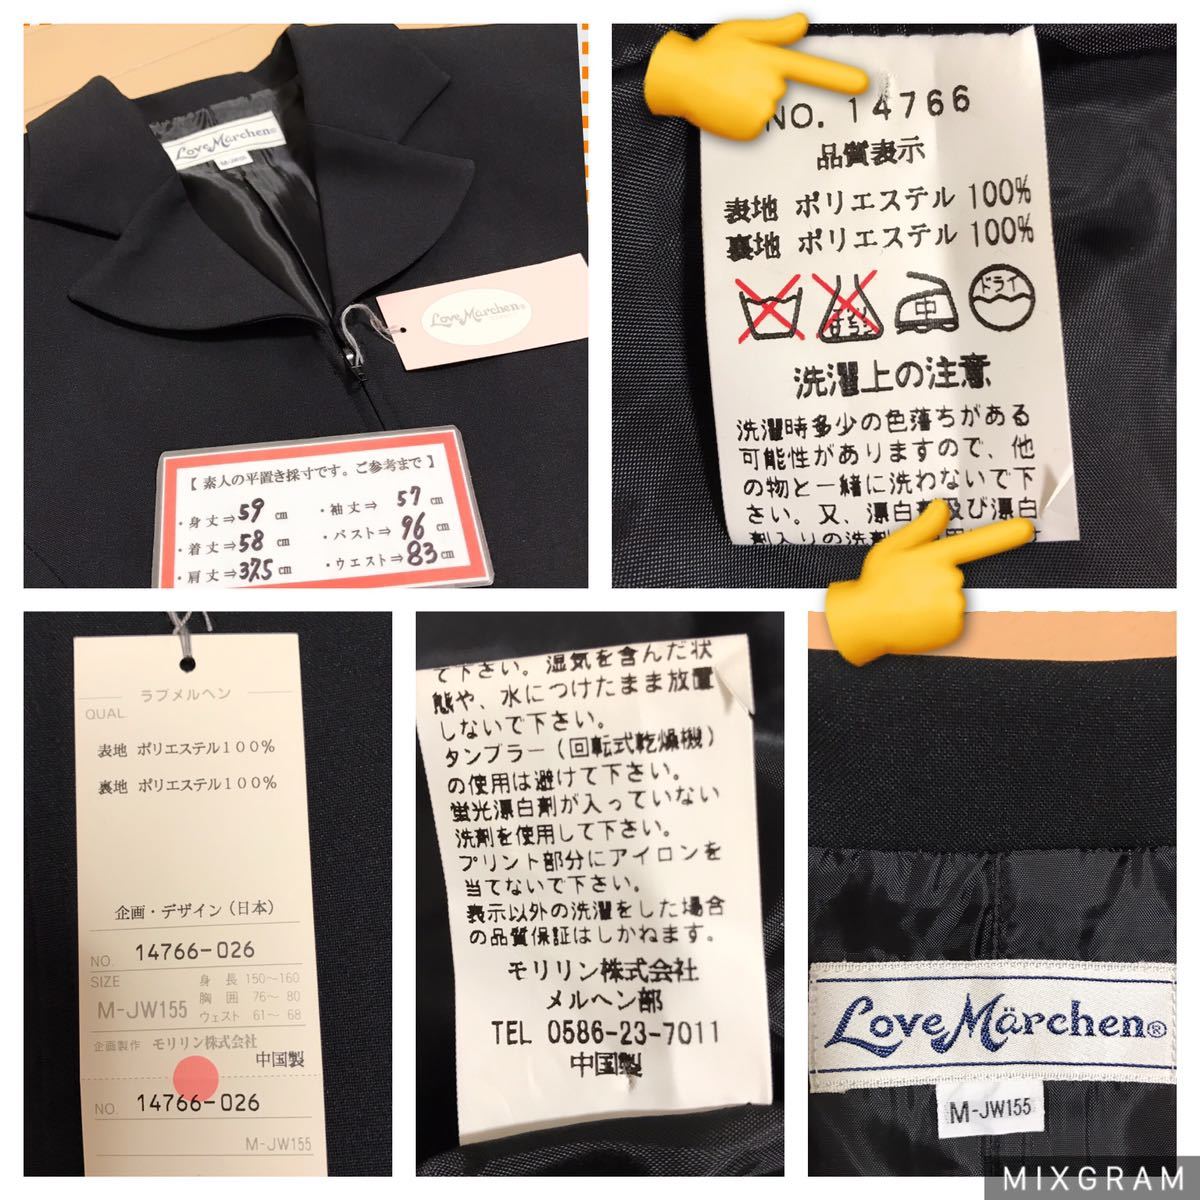 Love Märchen®
M-JW155
Love Märchen®
【 素人の平置き採寸です。ご参考まで 】
・身丈⇒59 cm ・袖丈⇒ 57 cm
・着丈⇒58 cm ・バスト⇒ 96 cm
・肩丈⇒37.5 cm ・ウエスト⇒83 cm
NO. 14766
品質表示
表地 ポリエステル 100%
裏地 ポリエステル 100%
中 ドライ
洗濯上の注意
洗濯時多少の色落ちがある
可能性がありますので、他
の物と一緒に洗わないで下
さい。又、漂白剤及び漂白
剤入りの洗剤
ラブメルヘン
QUAL
表地 ポリエステル100%
裏地 ポリエステル100%
企画・デザイン(日本)
NO. 14766-026
SIZE
M-JW155
身 長 150~160
胸 囲 76~ 80
ウェスト 61~ 68
企画製作 モリリン株式会社
中国製
NO. 14766-026
M-JW155
て下さい。湿気を含んだ状
態や、水につけたまま放置
しないで下さい。
タンブラー(回転式乾燥機)
の使用は避けて下さい。
蛍光漂白剤が入っていない
洗剤を使用して下さい。
プリント部分にアイロンを
当てないで下さい。
表示以外の洗濯をした場合
の品質保証はしかねます。
モリリン株式会社
メルヘン部
TEL 0586-23-7011
中国製
Love Märchen®
M-JW155
MIXGRAM